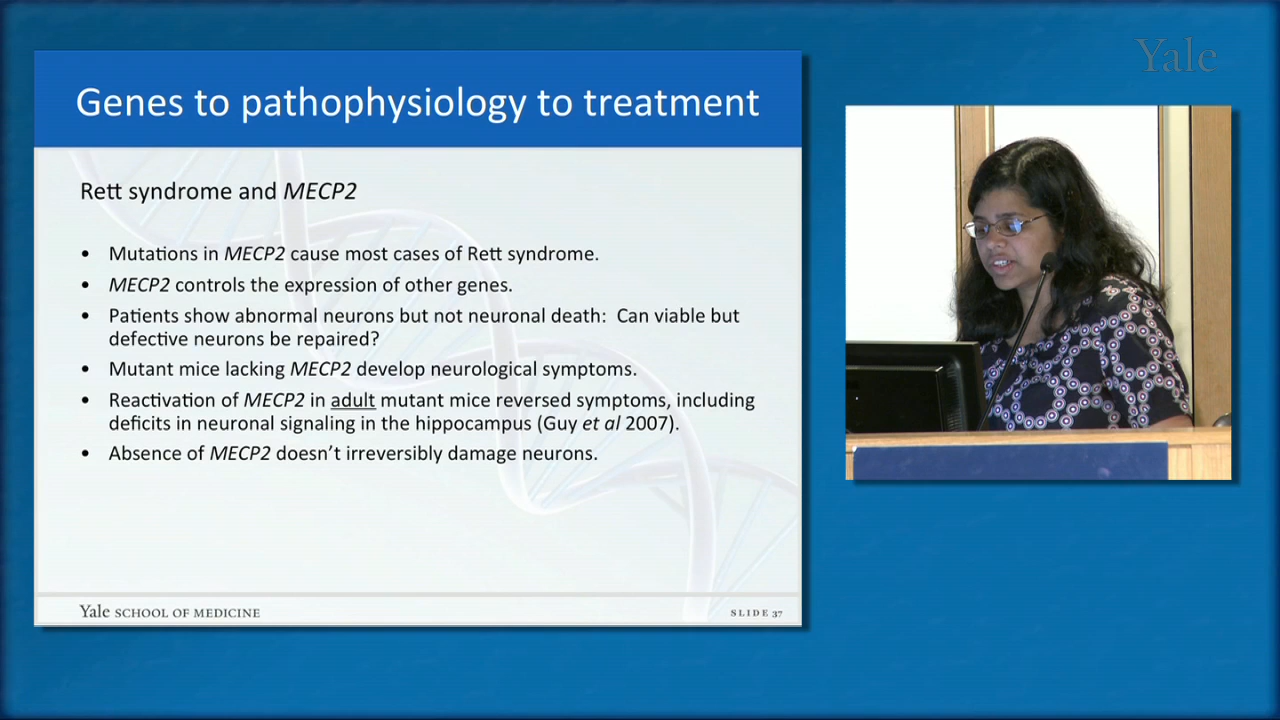 Yale
Genes to pathophysiology to treatment
Rett syndrome and MECP2
• Mutations in MECP2 cause most cases of Rett syndrome.
• MECP2 controls the expression of other genes.
• Patients show abnormal neurons but not neuronal death: Can viable but
defective neurons be repaired?
• Mutant mice lacking MECP2 develop neurological symptoms.
• Reactivation of MECP2 in adult mutant mice reversed symptoms, including
deficits in neuronal signaling in the hippocampus (Guy et al 2007).
• Absence of MECP2 doesn’t irreversibly damage neurons.
Yale SCHOOL OF MEDICINE
SLIDE 37